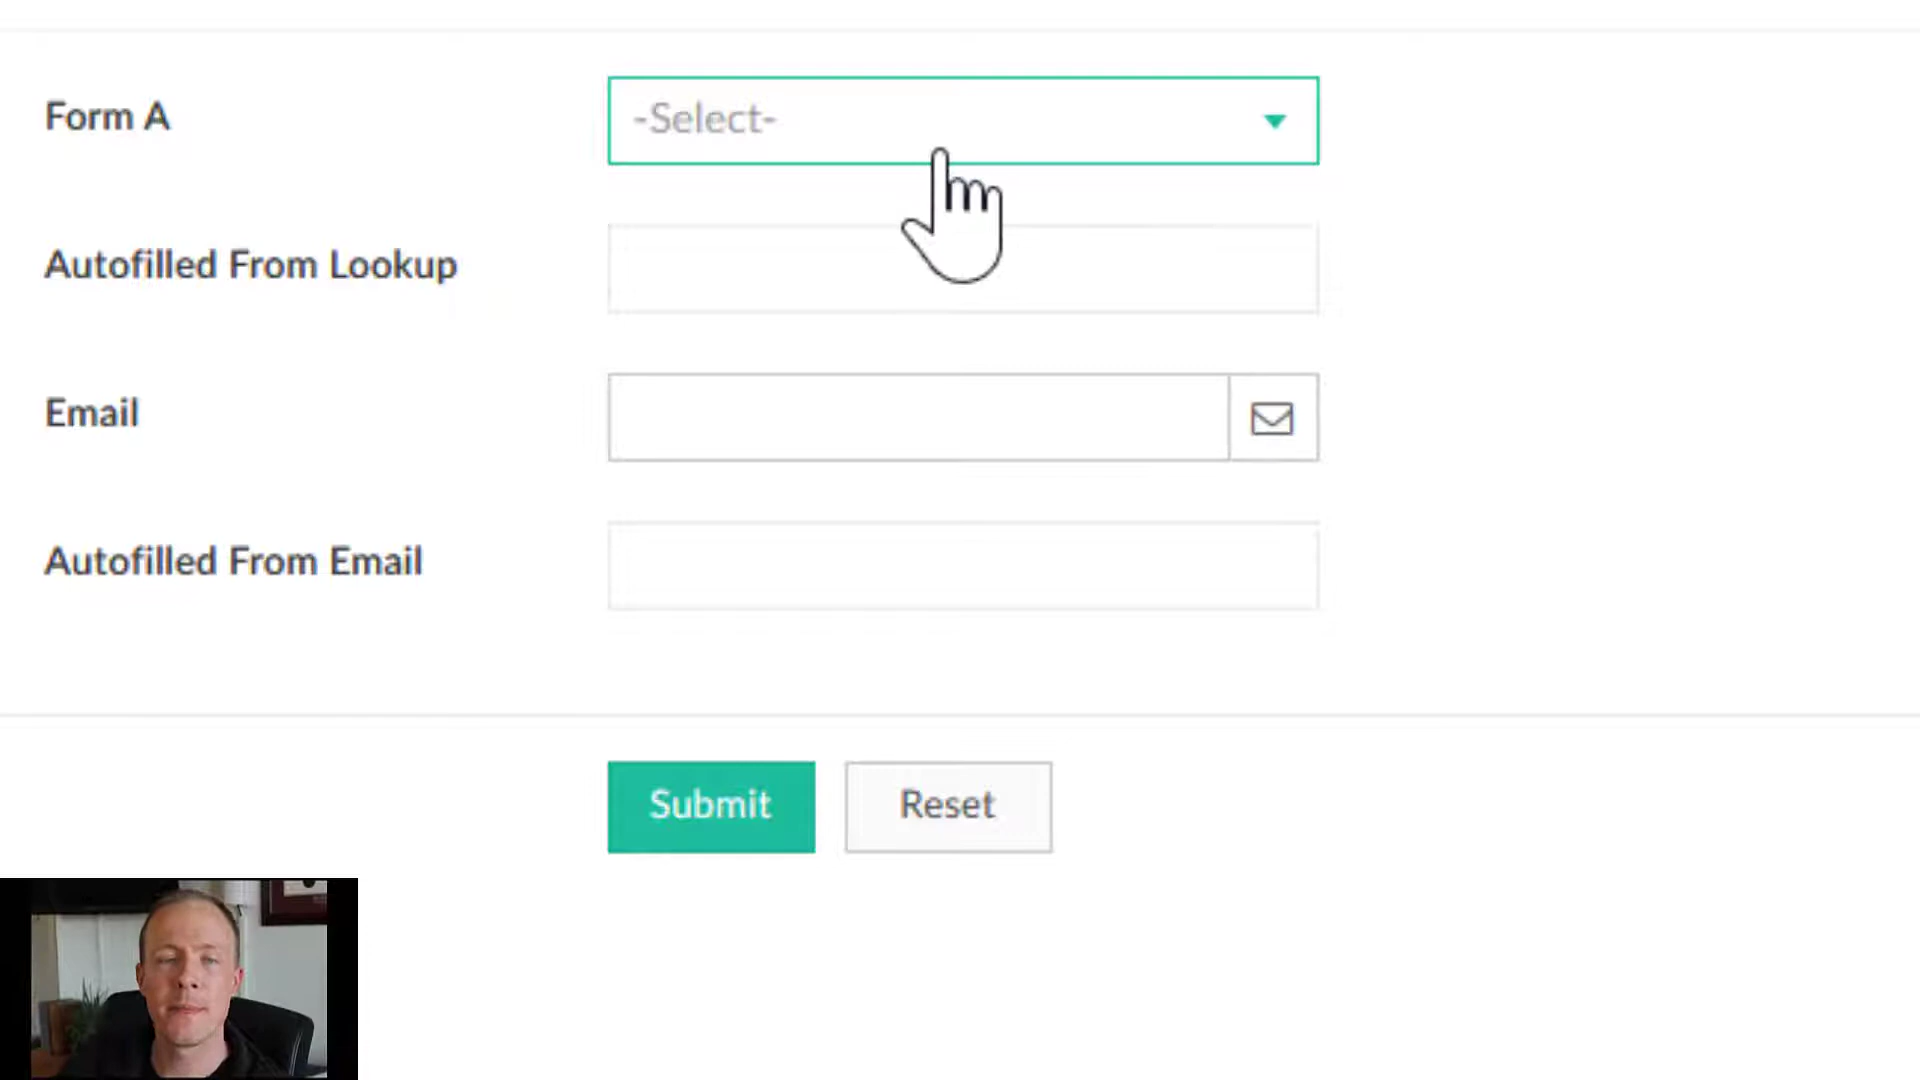 Form A
-Select-
Autofilled From Lookup
Email
Autofilled From Email
Submit
Reset